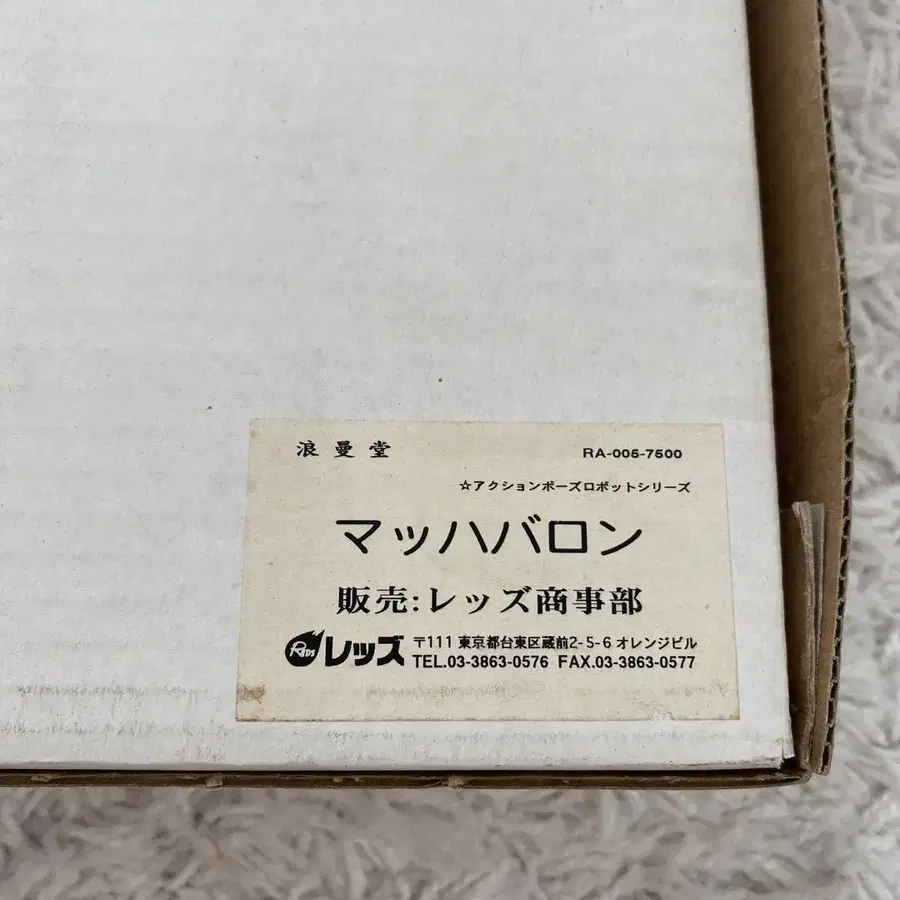 浪曼堂 RA-005-7500
☆アクションポーズロボットシリーズ
マッハバロン
販売:レッズ商事部
REDS レッズ 〒111 東京都台東区蔵前2-5-6 オレンジビル
TEL.03-3863-0576 FAX.03-3863-0577